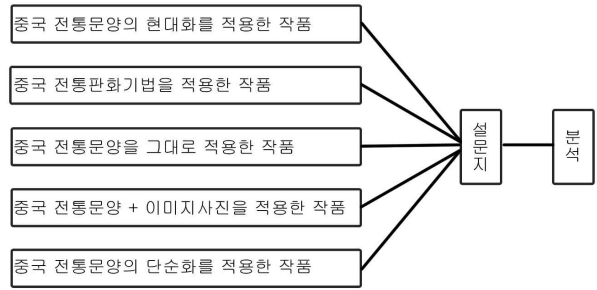 중국 전통문양의 현대화를 적용한 작품
중국 전통판화기법을 적용한 작품
중국 전통문양을 그대로 적용한 작품
중국 전통문양 + 이미지사진을 적용한 작품
중국 전통문양의 단순화를 적용한 작품
설문지
분석